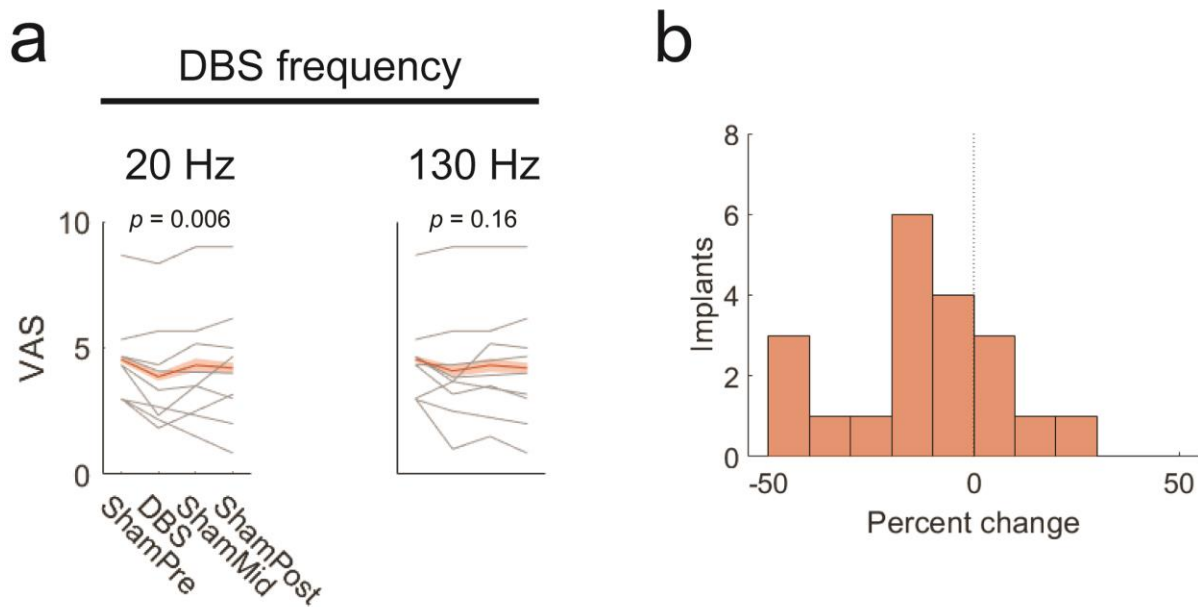 a
DBS frequency
20 Hz
130 Hz
p = 0.006
p = 0.16
10
5
0
VAS
ShamPre
DBS
ShamMid
ShamPost
b
8
6
4
2
0
Implants
-50
0
50
Percent change